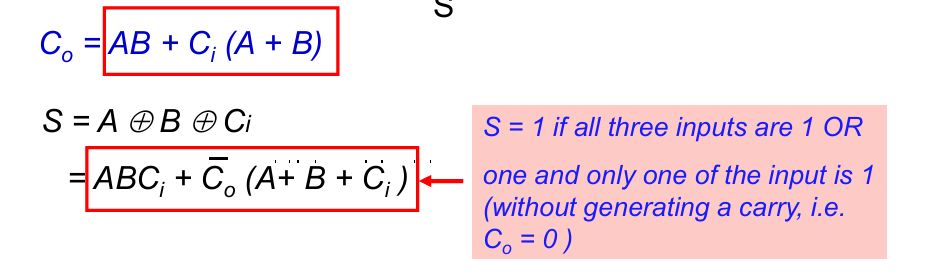 S
C₀ = AB + Cᵢ (A + B)
S = A ⊕ B ⊕ Ci
= ABCᵢ + C̅ₒ (A+ B + Cᵢ )
S = 1 if all three inputs are 1 OR
one and only one of the input is 1
(without generating a carry, i.e.
Cₒ = 0 )